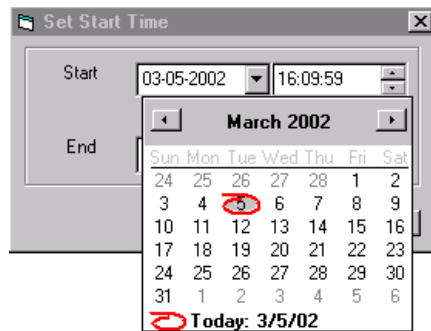 Set Start Time
Start 03-05-2002 16:09:59
March 2002
End
Sun Mon Tue Wed Thu Fri Sat
24 25 26 27 28 1 2
3 4 5 6 7 8 9
10 11 12 13 14 15 16
17 18 19 20 21 22 23
24 25 26 27 28 29 30
31 1 2 3 4 5 6
Today: 3/5/02